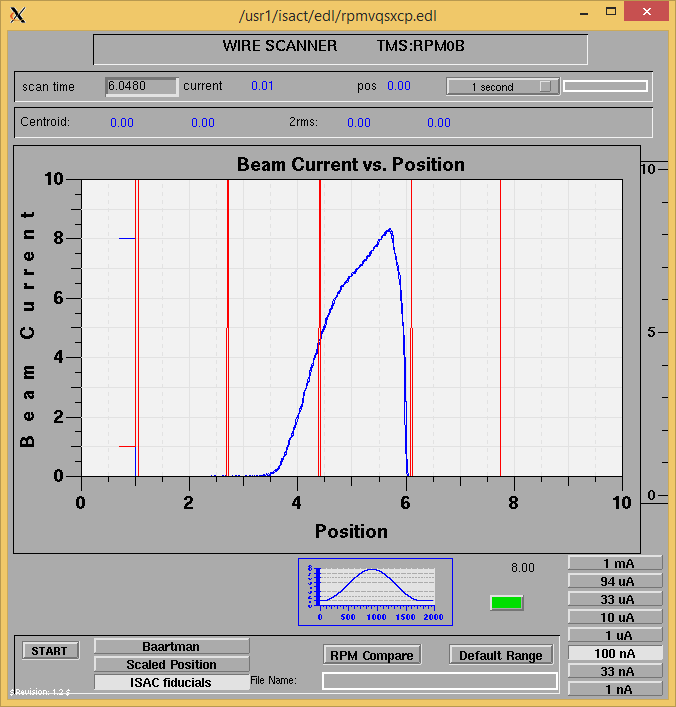 /usr1/isact/edl/rpmvqsxcp.edl
WIRE SCANNER TMS:RPM0B
scan time 6.0480 current 0.01 pos 0.00 1 second
Centroid: 0.00 0.00 2rms: 0.00 0.00
Beam Current vs. Position
10
8
6
4
2
0
Beam Current
0 2 4 6 8 10
Position
10
5
0
8
0 500 1000 1500 2000
8.00
1 mA
94 uA
33 uA
10 uA
1 uA
100 nA
33 nA
1 nA
START
Baartman
Scaled Position
ISAC fiducials
RPM Compare
Default Range
File Name:
$Revision: 1.2 $